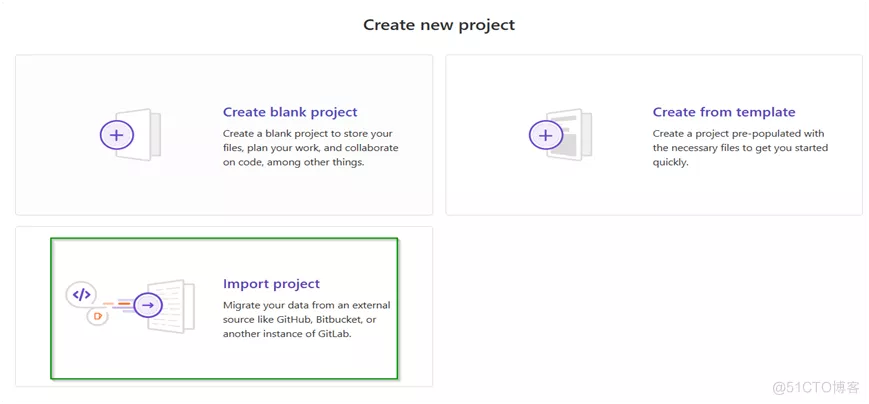 Create new project
Create blank project
Create a blank project to store your
files, plan your work, and collaborate
on code, among other things.
Create from template
Create a project pre-populated with
the necessary files to get you started
quickly.
Import project
Migrate your data from an external
source like GitHub, Bitbucket, or
another instance of GitLab.
@51CTO博客